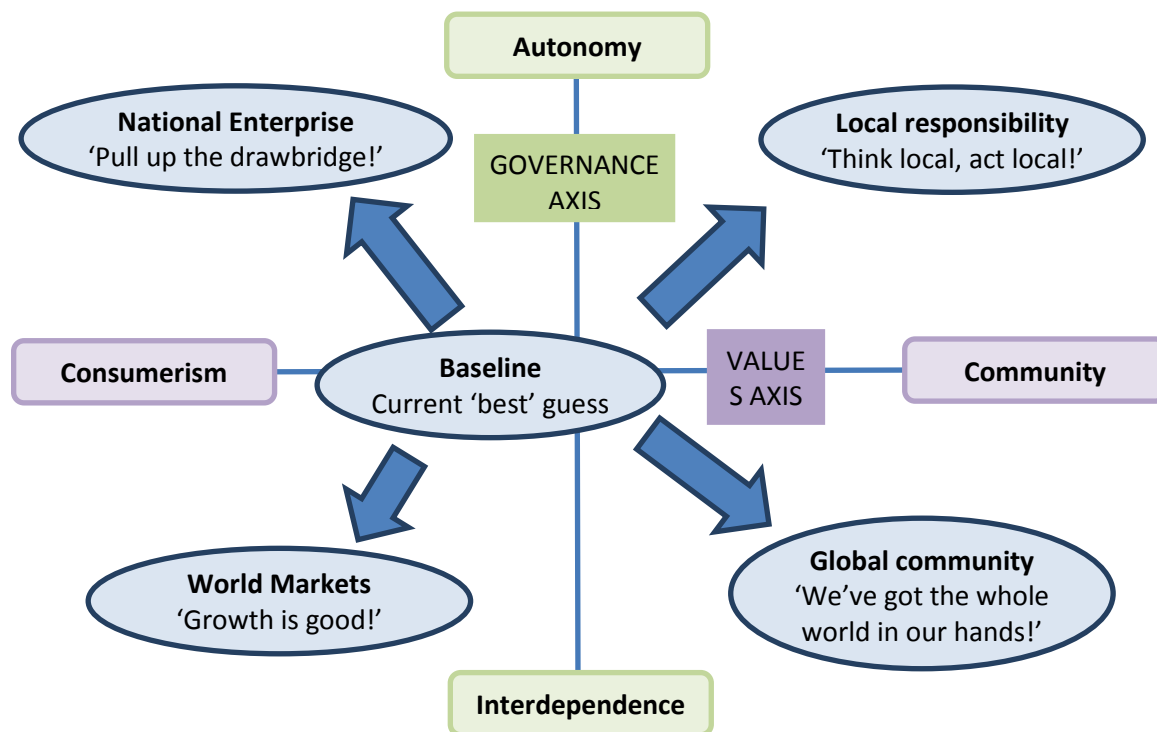 Autonomy
National Enterprise
‘Pull up the drawbridge!’
Local responsibility
‘Think local, act local!’
GOVERNANCE
AXIS
Consumerism
Baseline
Current ‘best’ guess
VALUE
S AXIS
Community
World Markets
‘Growth is good!’
Global community
‘We’ve got the whole
world in our hands!’
Interdependence